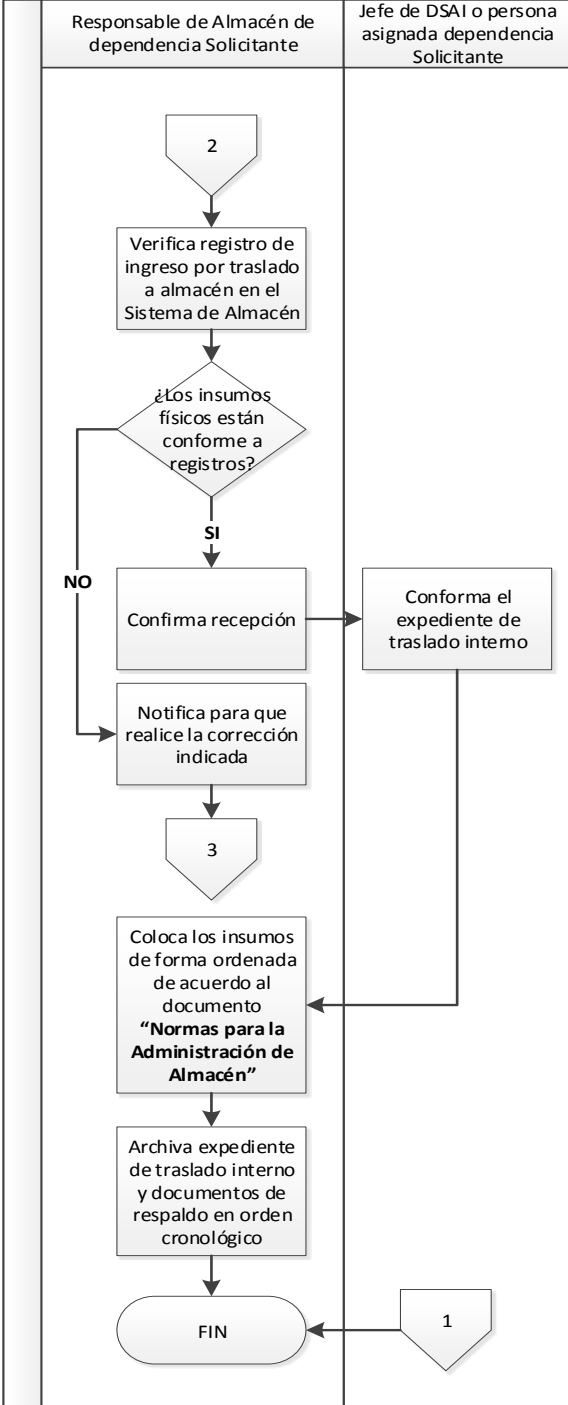 Responsable de Almacén de
dependencia Solicitante
Jefe de DSAI o persona
asignada dependencia
Solicitante
2
Verifica registro de
ingreso por traslado
a almacén en el
Sistema de Almacén
¿Los insumos
físicos están
conforme a
registros?
SI
NO
Confirma recepción
Conforma el
expediente de
traslado interno
Notifica para que
realice la corrección
indicada
3
Coloca los insumos
de forma ordenada
de acuerdo al
documento
“Normas para la
Administración de
Almacén”
Archiva expediente
de traslado interno
y documentos de
respaldo en orden
cronológico
FIN
1